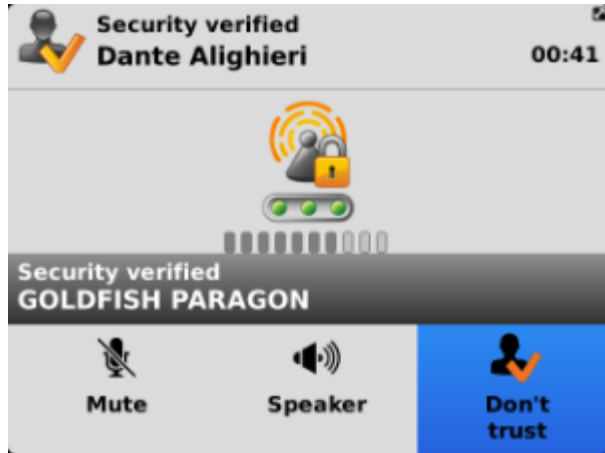 Security verified
Dante Alighieri
00:41
Security verified
GOLDFISH PARAGON
Mute
Speaker
Don't
trust